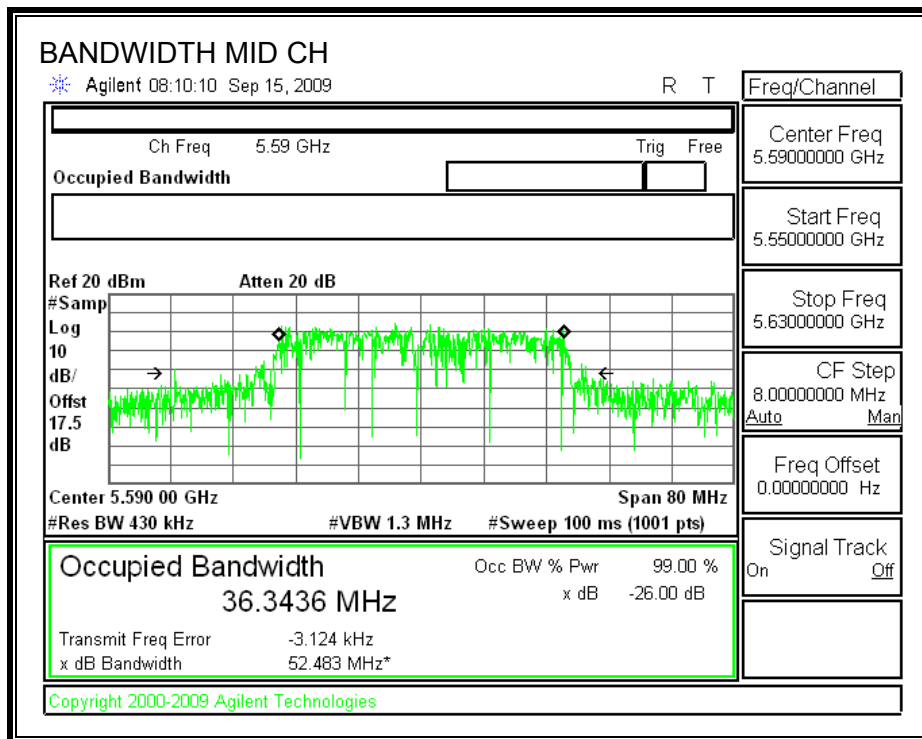 BANDWIDTH MID CH
Agilent 08:10:10 Sep 15, 2009 R T
Freq/Channel
Ch Freq 5.59 GHz Trig Free
Occupied Bandwidth
Center Freq
5.59000000 GHz
Start Freq
5.55000000 GHz
Stop Freq
5.63000000 GHz
CF Step
8.00000000 MHz
Auto Man
Freq Offset
0.00000000 Hz
Signal Track
On Off
Ref 20 dBm Atten 20 dB
#Samp
Log
10
dB/
Offst
17.5
dB
Center 5.590 00 GHz Span 80 MHz
#Res BW 430 kHz #VBW 1.3 MHz #Sweep 100 ms (1001 pts)
Occupied Bandwidth Occ BW % Pwr 99.00 %
36.3436 MHz x dB -26.00 dB
Transmit Freq Error -3.124 kHz
x dB Bandwidth 52.483 MHz*
Copyright 2000-2009 Agilent Technologies